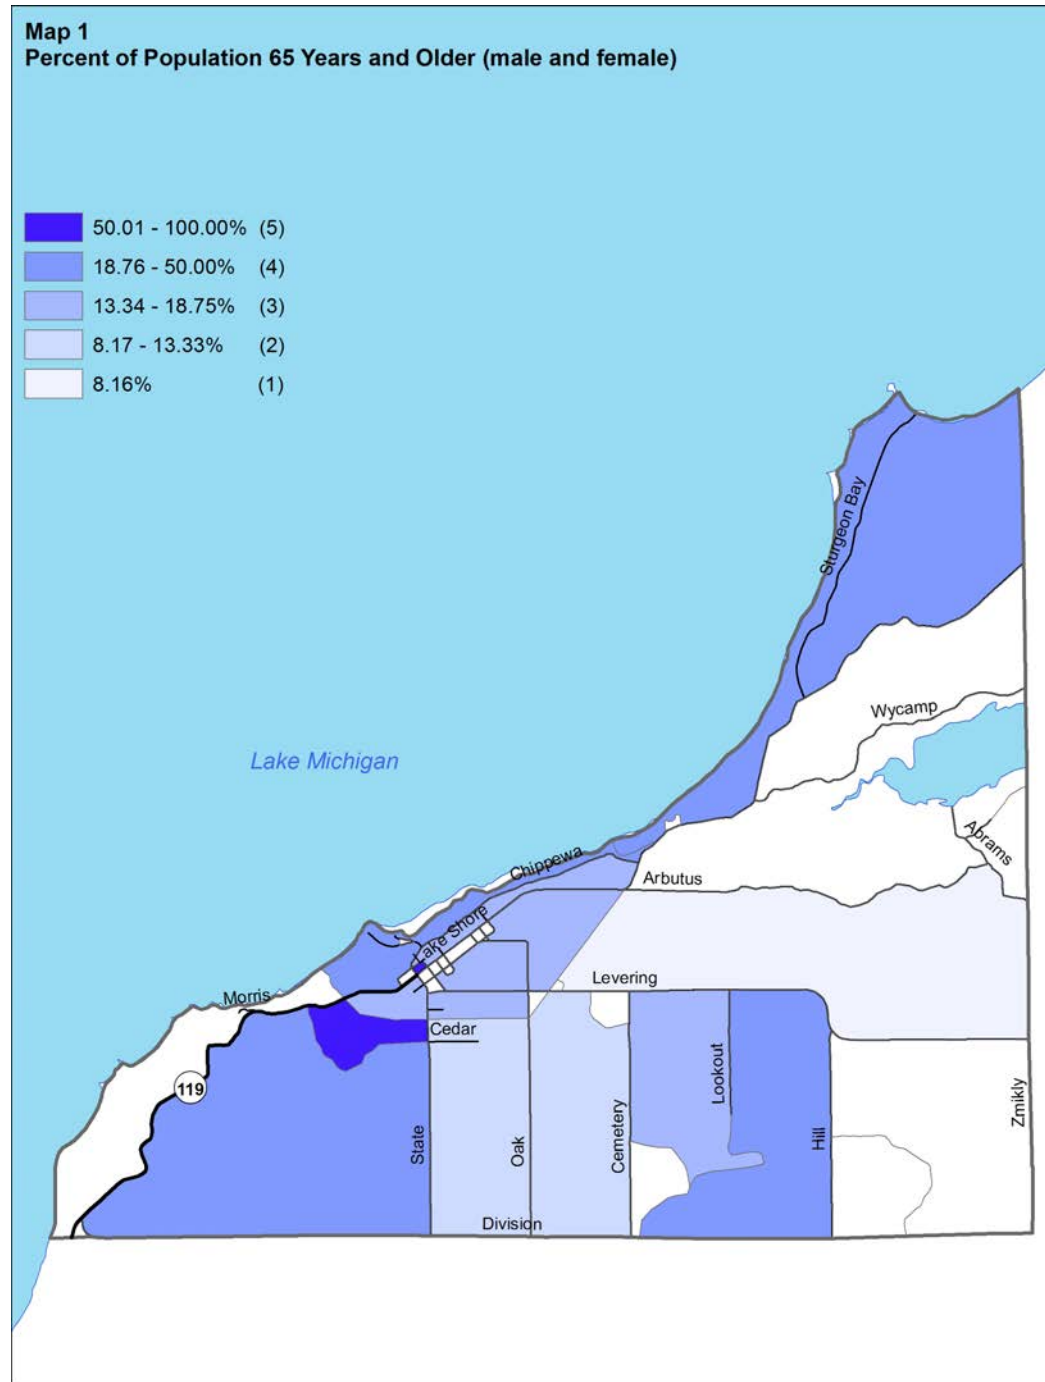 Map 1
Percent of Population 65 Years and Older (male and female)
50.01 - 100.00% (5)
18.76 - 50.00% (4)
13.34 - 18.75% (3)
8.17 - 13.33% (2)
8.16% (1)
Sturgeon Bay
Wycamp
Lake Michigan
Abrams
Chippewa
Arbutus
Lake Shore
Levering
Morris
Cedar
119
Lookout
Zmikly
State
Oak
Cemetery
Hill
Division